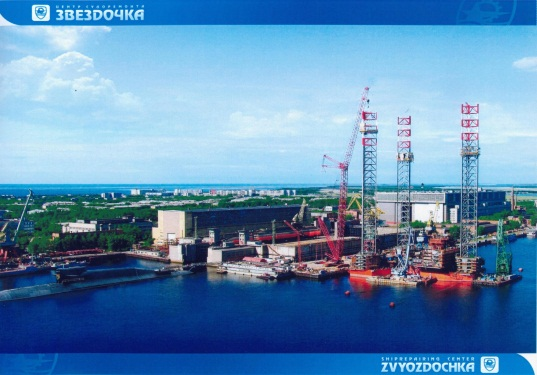 ЦЕНТР СУДОРЕМОНТА
ЗВЕЗДОЧКА
SHIPREPAIRING CENTER
ZVYOZDOCHKA